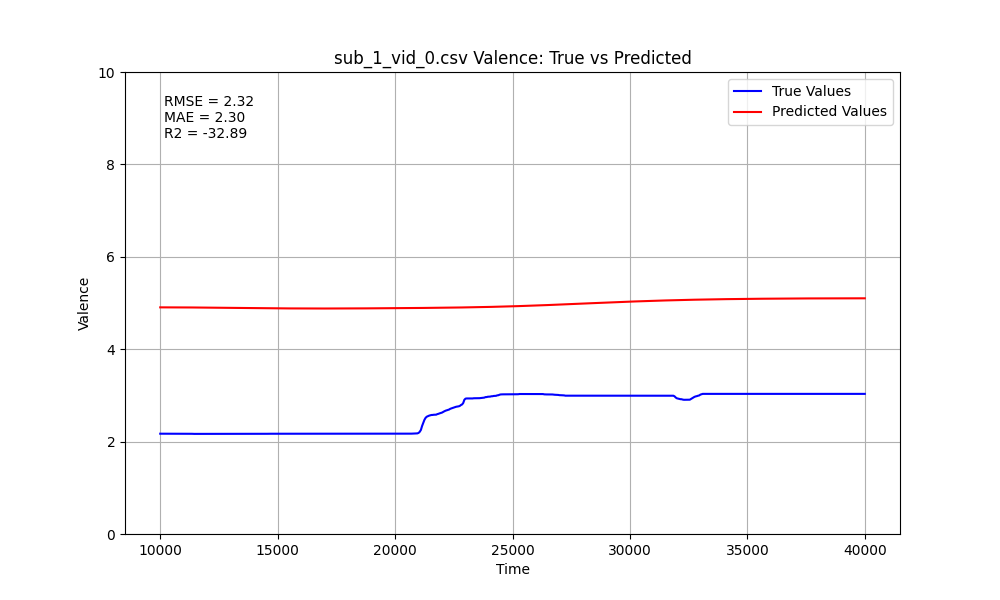 sub_1_vid_0.csv Valence: True vs Predicted
RMSE = 2.32
MAE = 2.30
R2 = -32.89
True Values
Predicted Values
Valence
10
8
6
4
2
0
10000 15000 20000 25000 30000 35000 40000
Time